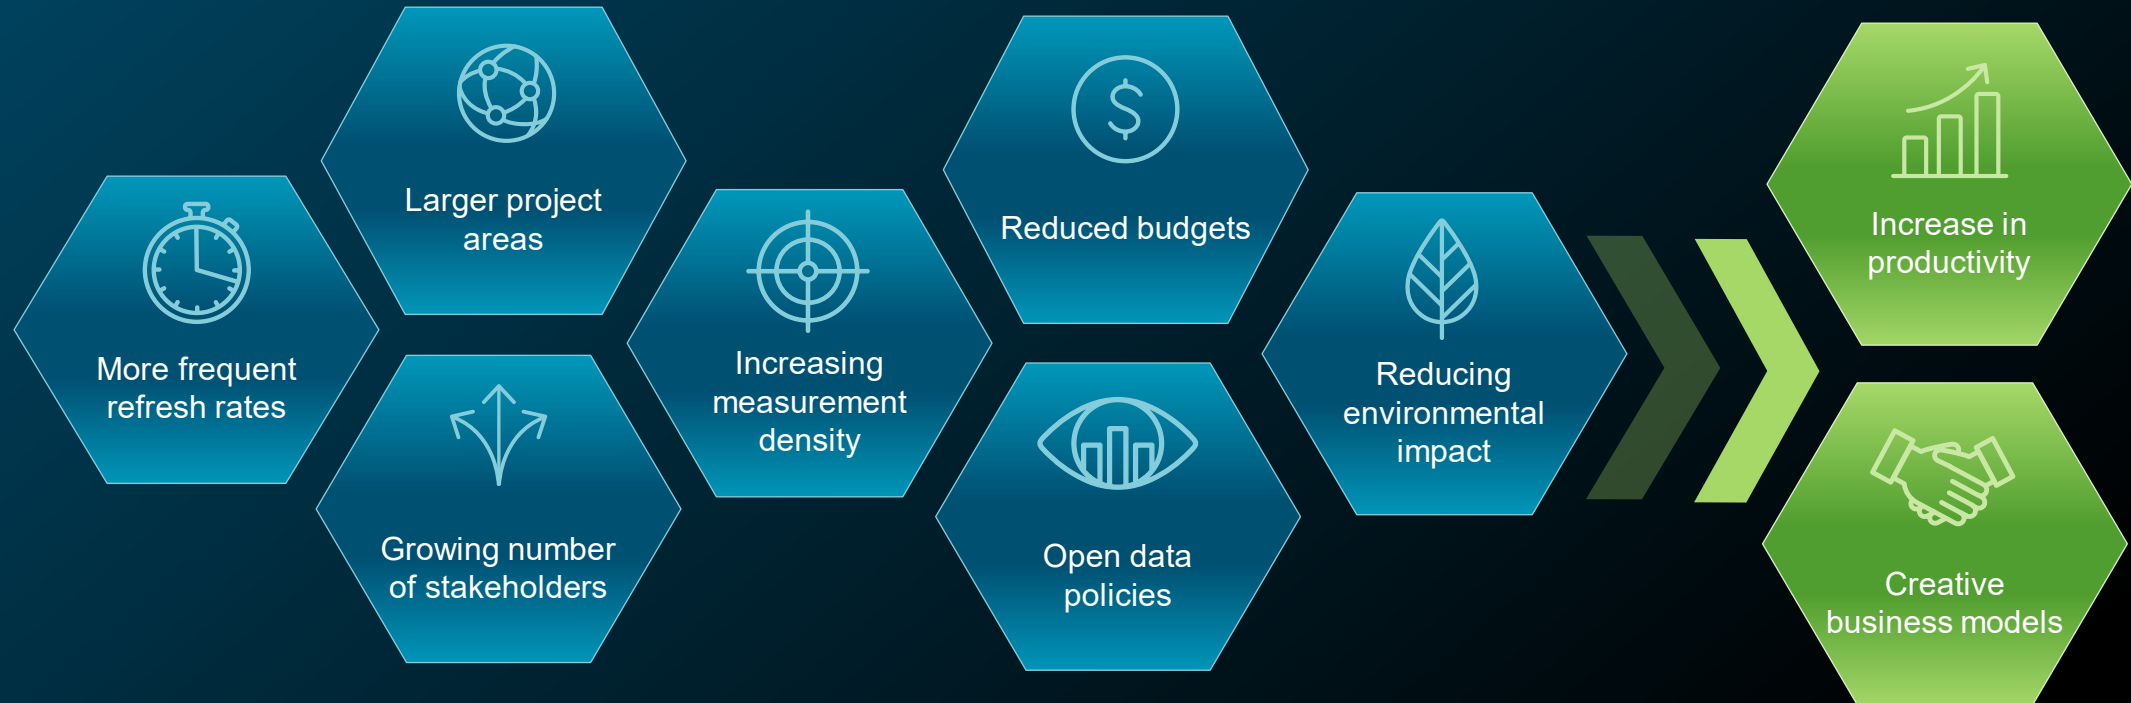 More frequent
refresh rates
Larger project
areas
Growing number
of stakeholders
Increasing
measurement
density
Reduced budgets
Open data
policies
Reducing
environmental
impact
Increase in
productivity
Creative
business models